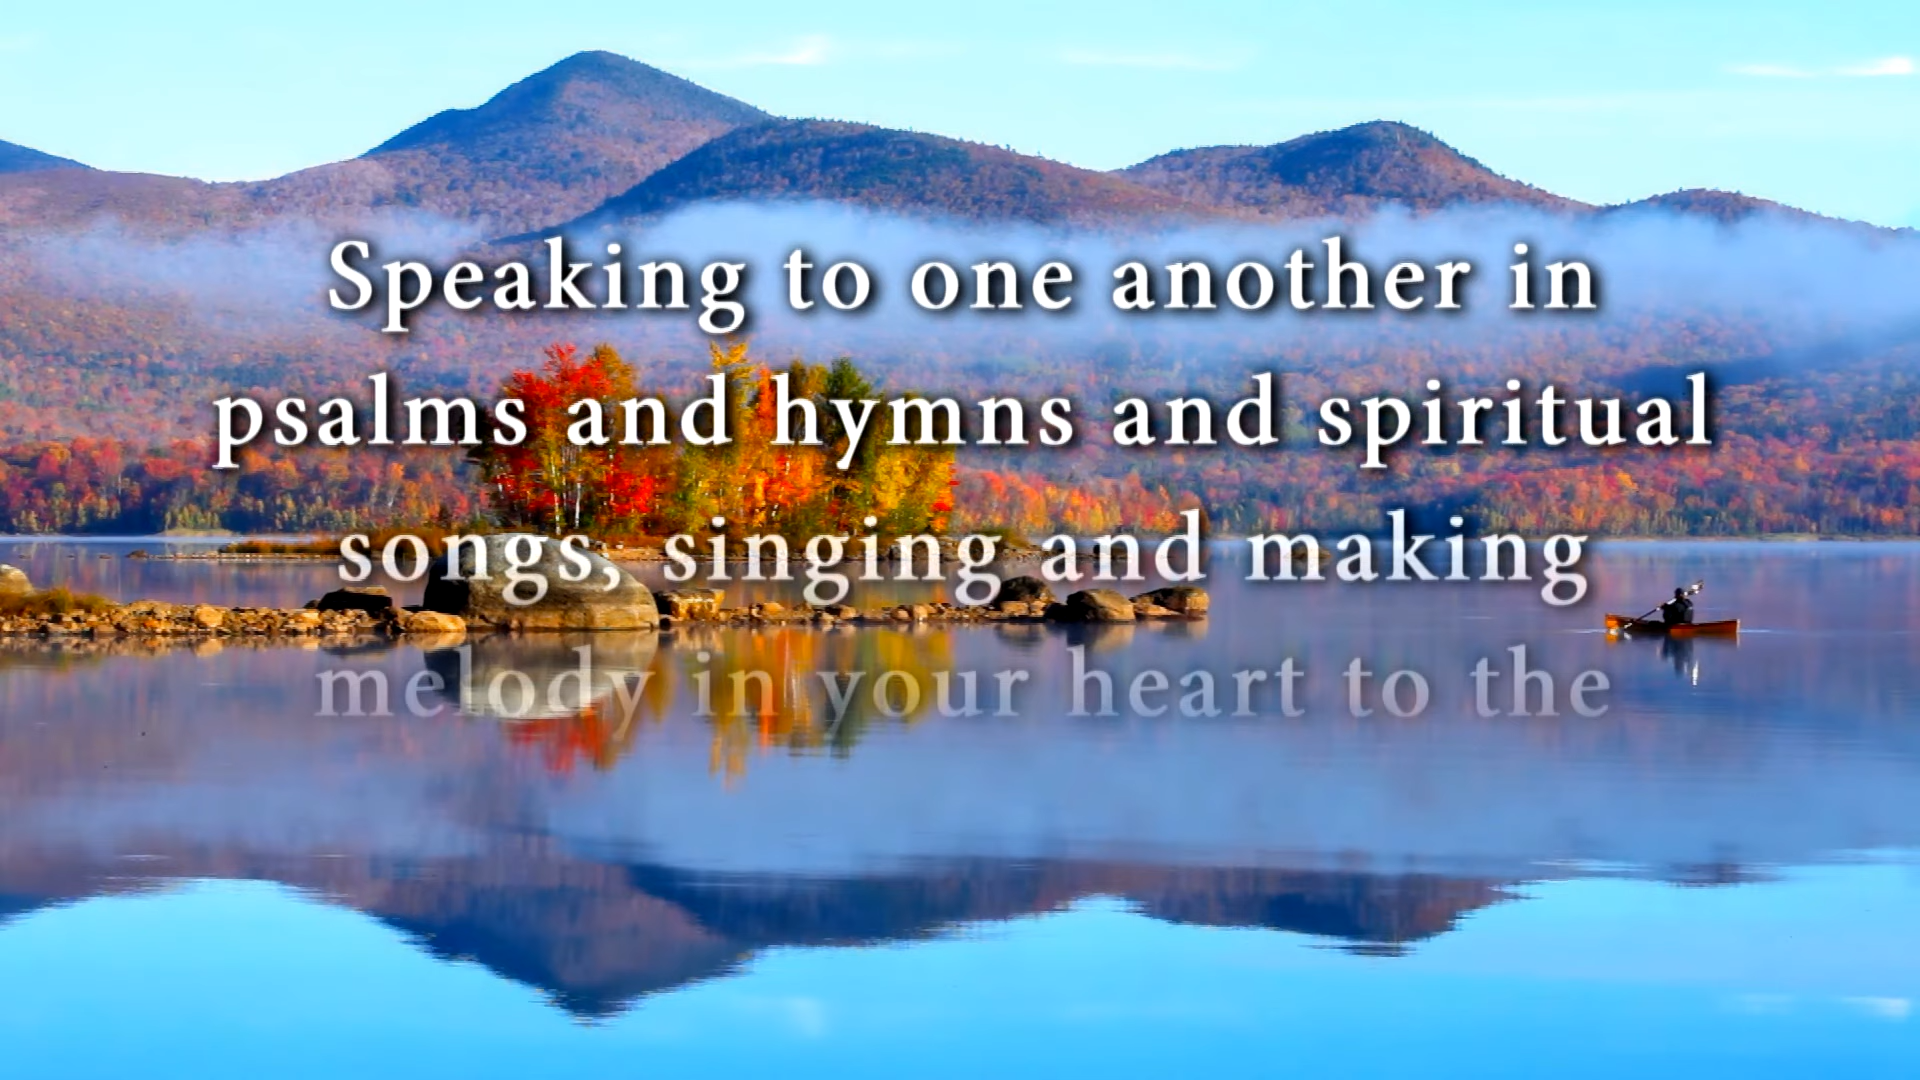 Speaking to one another in
psalms and hymns and spiritual
songs, singing and making
melody in your heart to the